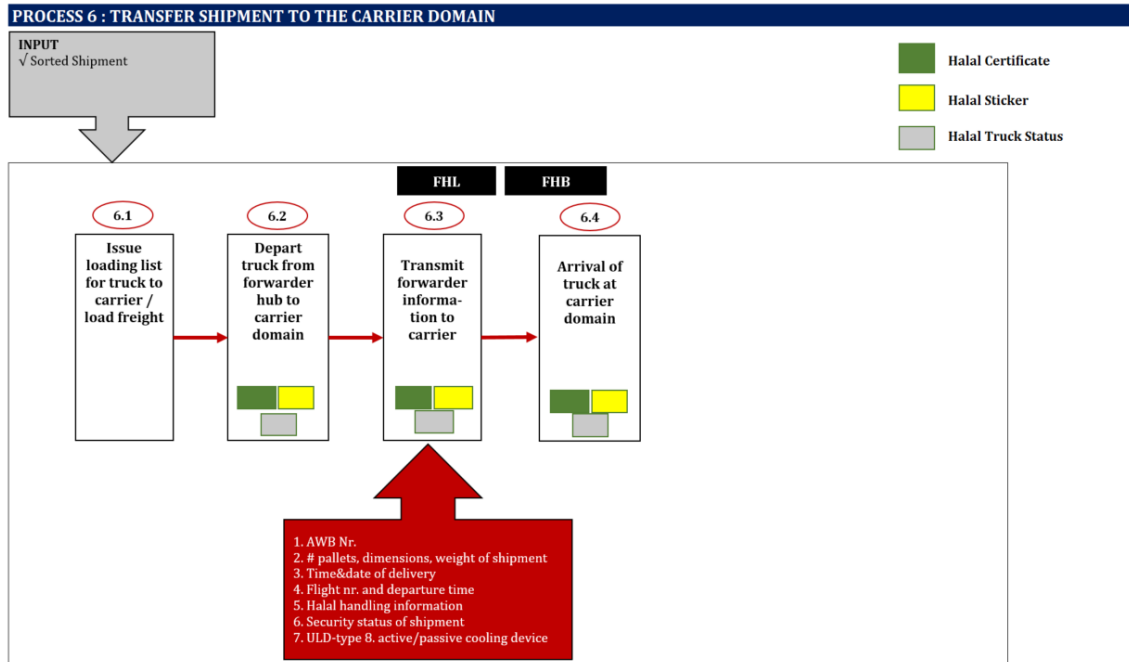 PROCESS 6 : TRANSFER SHIPMENT TO THE CARRIER DOMAIN
INPUT
√ Sorted Shipment
Halal Certificate
Halal Sticker
Halal Truck Status
FHL
FHB
6.1
Issue
loading list
for truck to
carrier /
load freight
6.2
Depart
truck from
forwarder
hub to
carrier
domain
6.3
Transmit
forwarder
informa-
tion to
carrier
6.4
Arrival of
truck at
carrier
domain
1. AWB Nr.
2. # pallets, dimensions, weight of shipment
3. Time&date of delivery
4. Flight nr. and departure time
5. Halal handling information
6. Security status of shipment
7. ULD-type 8. active/passive cooling device